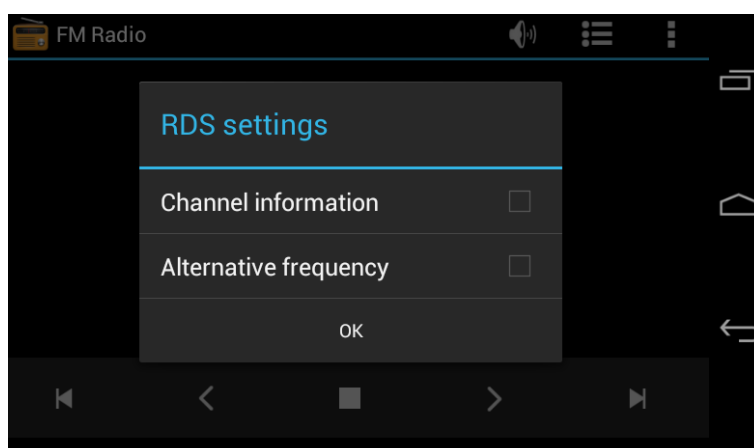 FM Radio
RDS settings
Channel information
Alternative frequency
OK